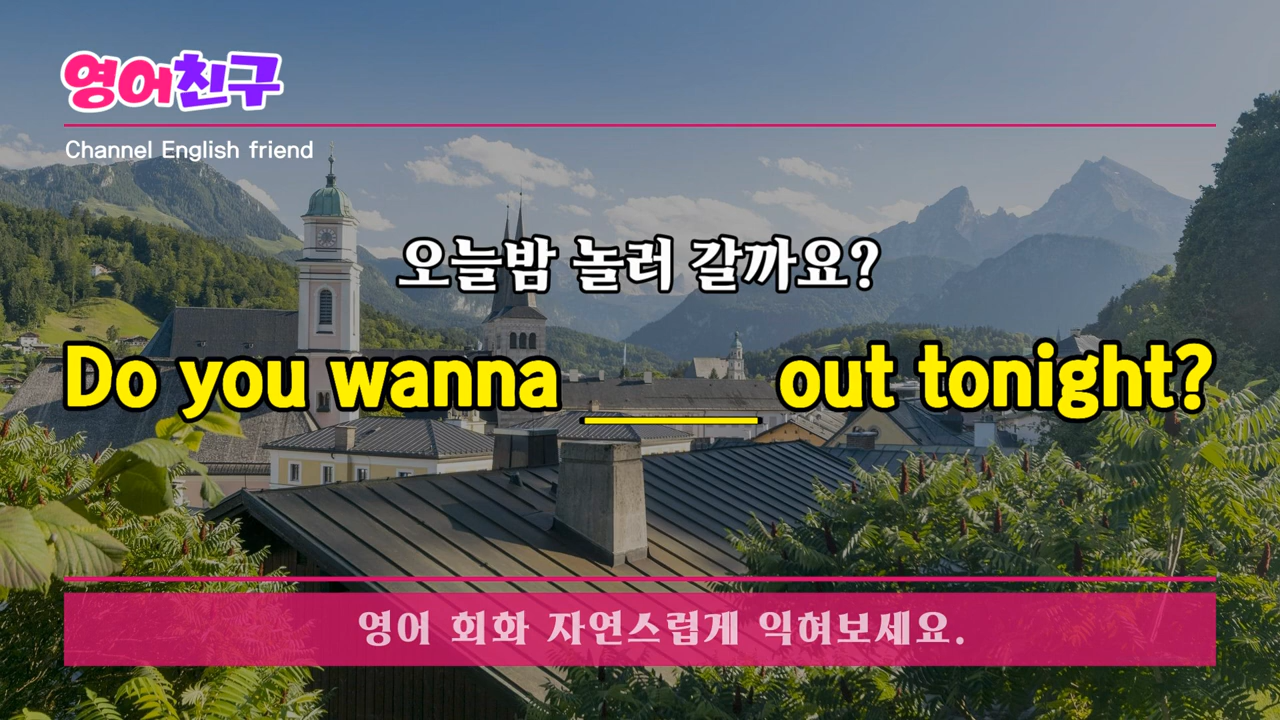 영어친구
Channel English friend
오늘밤 놀러 갈까요?
Do you wanna ______ out tonight?
영어 회화 자연스럽게 익혀보세요.